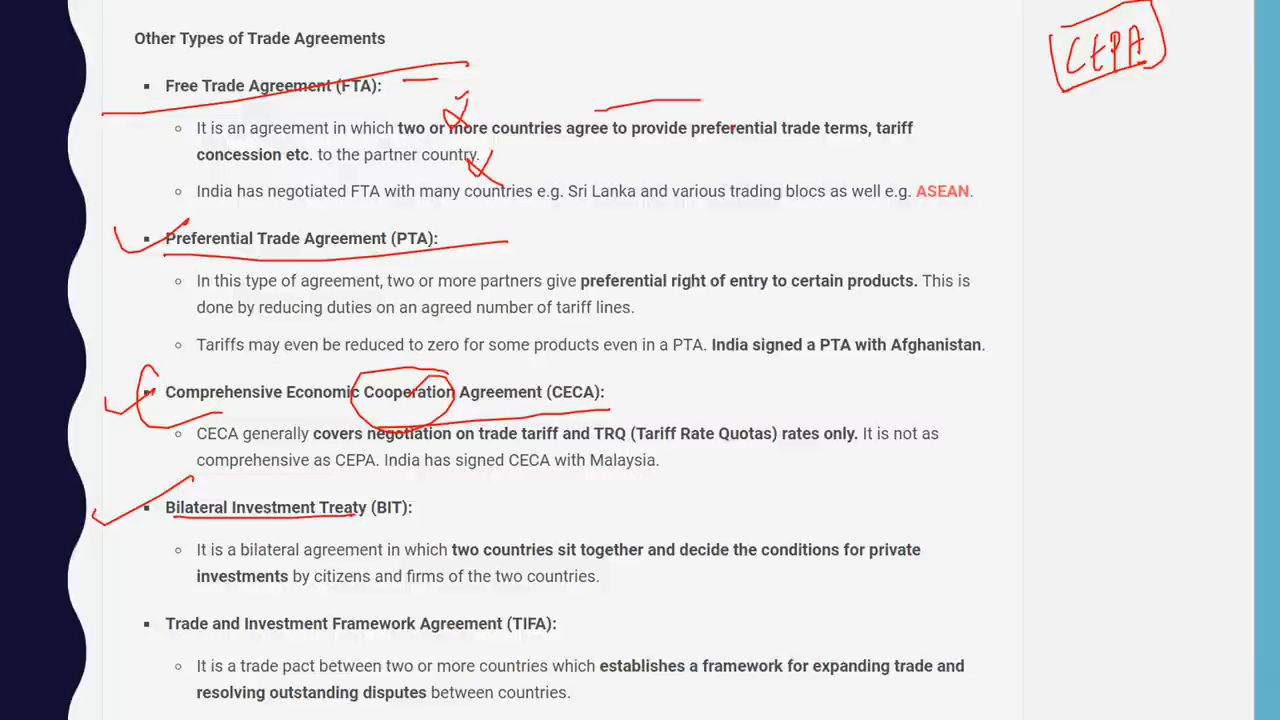 Other Types of Trade Agreements
CEPA
▪ Free Trade Agreement (FTA):
○ It is an agreement in which two or more countries agree to provide preferential trade terms, tariff
concession etc. to the partner country.
○ India has negotiated FTA with many countries e.g. Sri Lanka and various trading blocs as well e.g. ASEAN.
▪ Preferential Trade Agreement (PTA):
○ In this type of agreement, two or more partners give preferential right of entry to certain products. This is
done by reducing duties on an agreed number of tariff lines.
○ Tariffs may even be reduced to zero for some products even in a PTA. India signed a PTA with Afghanistan.
▪ Comprehensive Economic Cooperation Agreement (CECA):
○ CECA generally covers negotiation on trade tariff and TRQ (Tariff Rate Quotas) rates only. It is not as
comprehensive as CEPA. India has signed CECA with Malaysia.
▪ Bilateral Investment Treaty (BIT):
○ It is a bilateral agreement in which two countries sit together and decide the conditions for private
investments by citizens and firms of the two countries.
▪ Trade and Investment Framework Agreement (TIFA):
○ It is a trade pact between two or more countries which establishes a framework for expanding trade and
resolving outstanding disputes between countries.